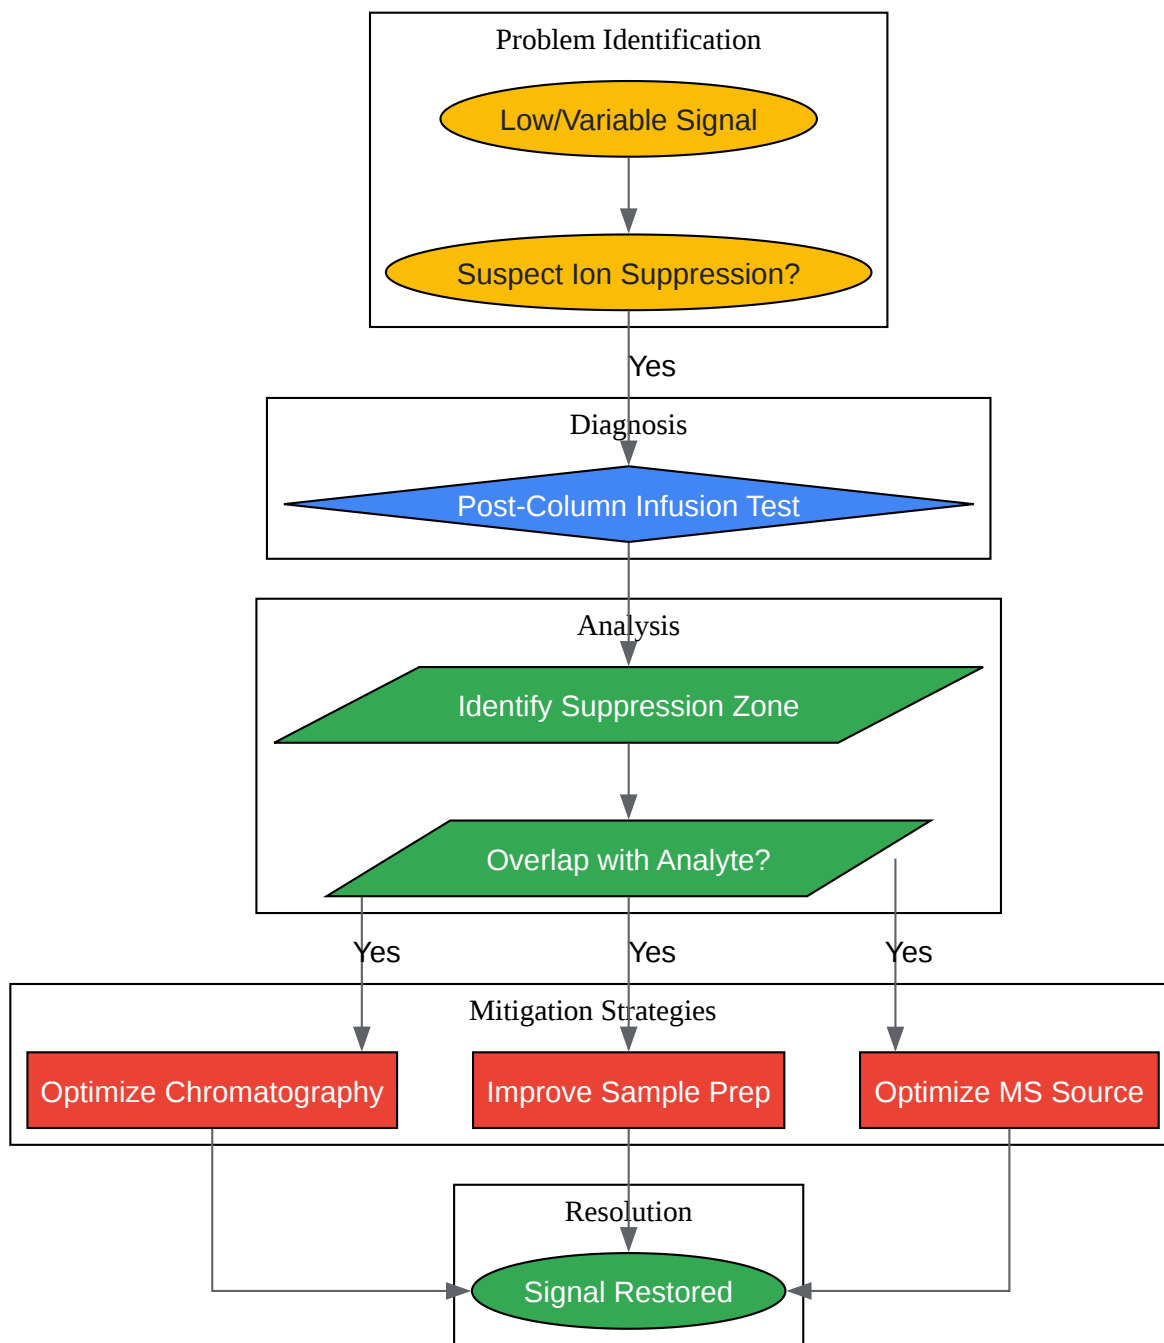 Problem Identification
Low/Variable Signal
Suspect Ion Suppression?
Yes
Diagnosis
Post-Column Infusion Test
Analysis
Identify Suppression Zone
Overlap with Analyte?
Yes
Yes
Yes
Mitigation Strategies
Optimize Chromatography
Improve Sample Prep
Optimize MS Source
Resolution
Signal Restored